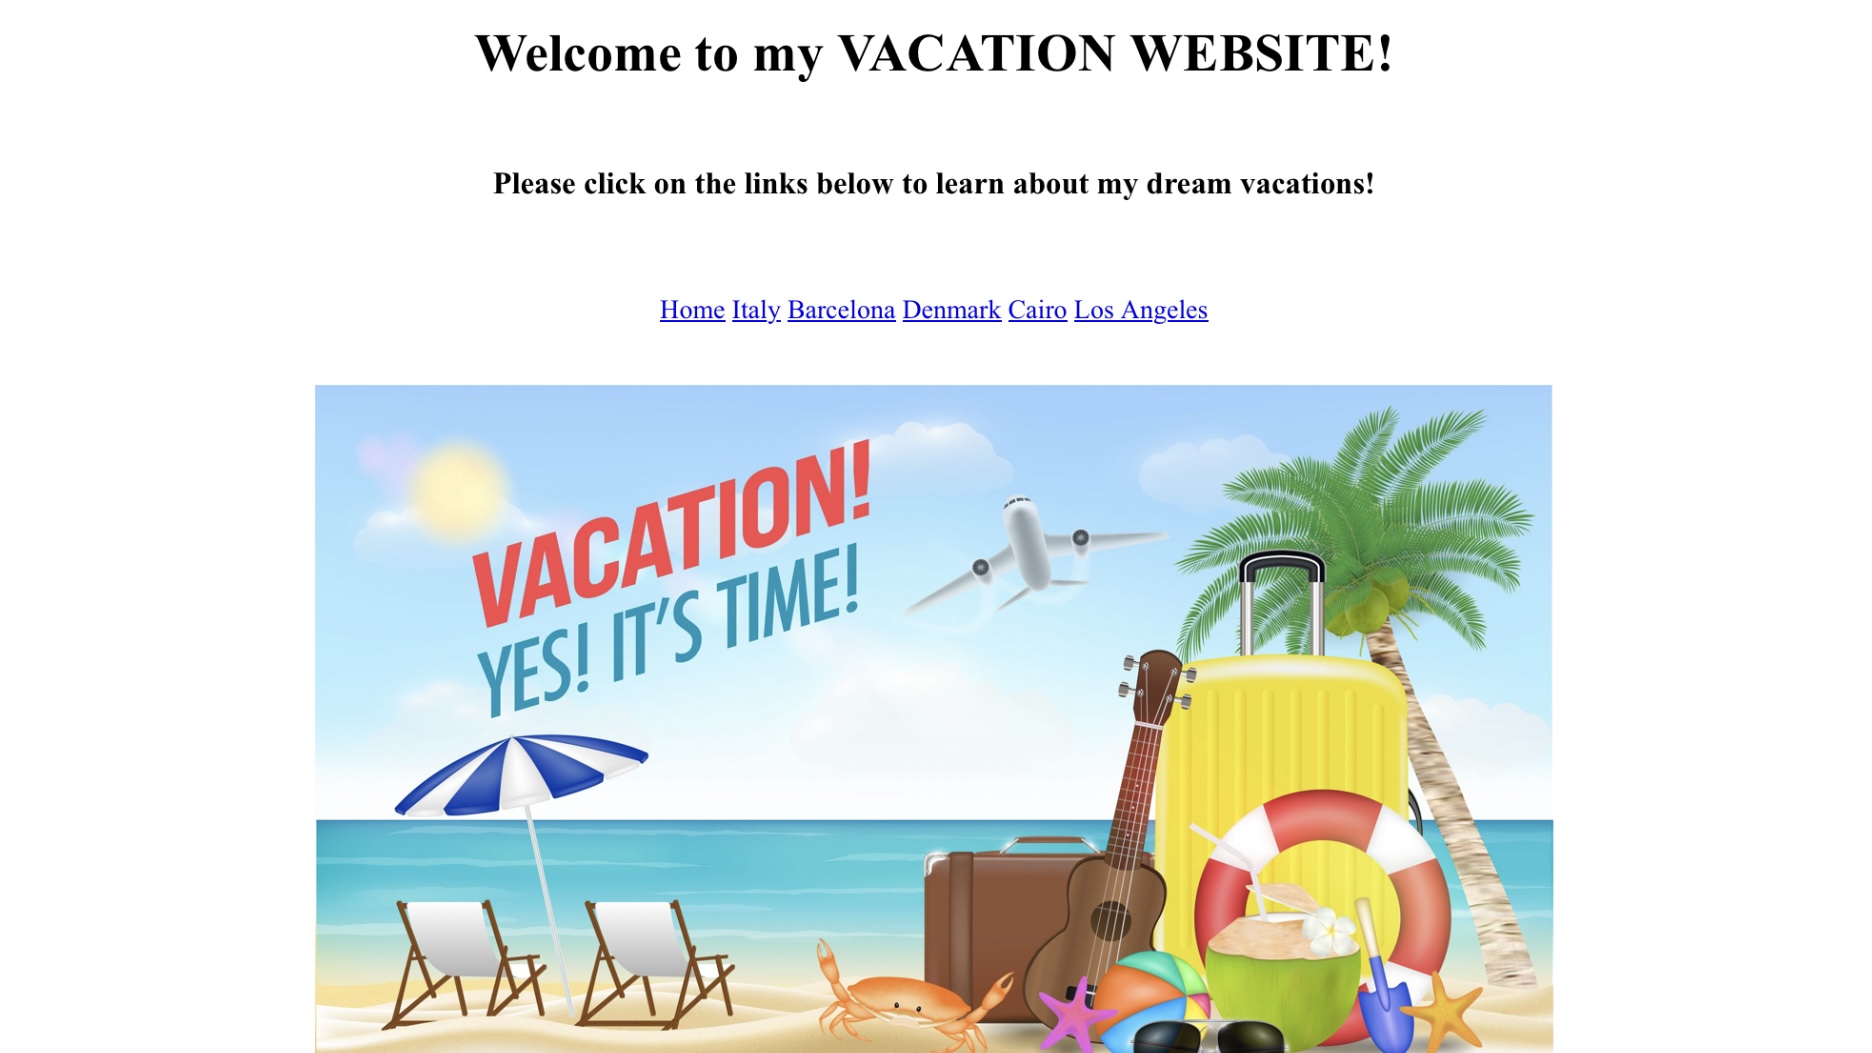 Welcome to my VACATION WEBSITE!
Please click on the links below to learn about my dream vacations!
Home Italy Barcelona Denmark Cairo Los Angeles
VACATION!
YES! IT'S TIME!